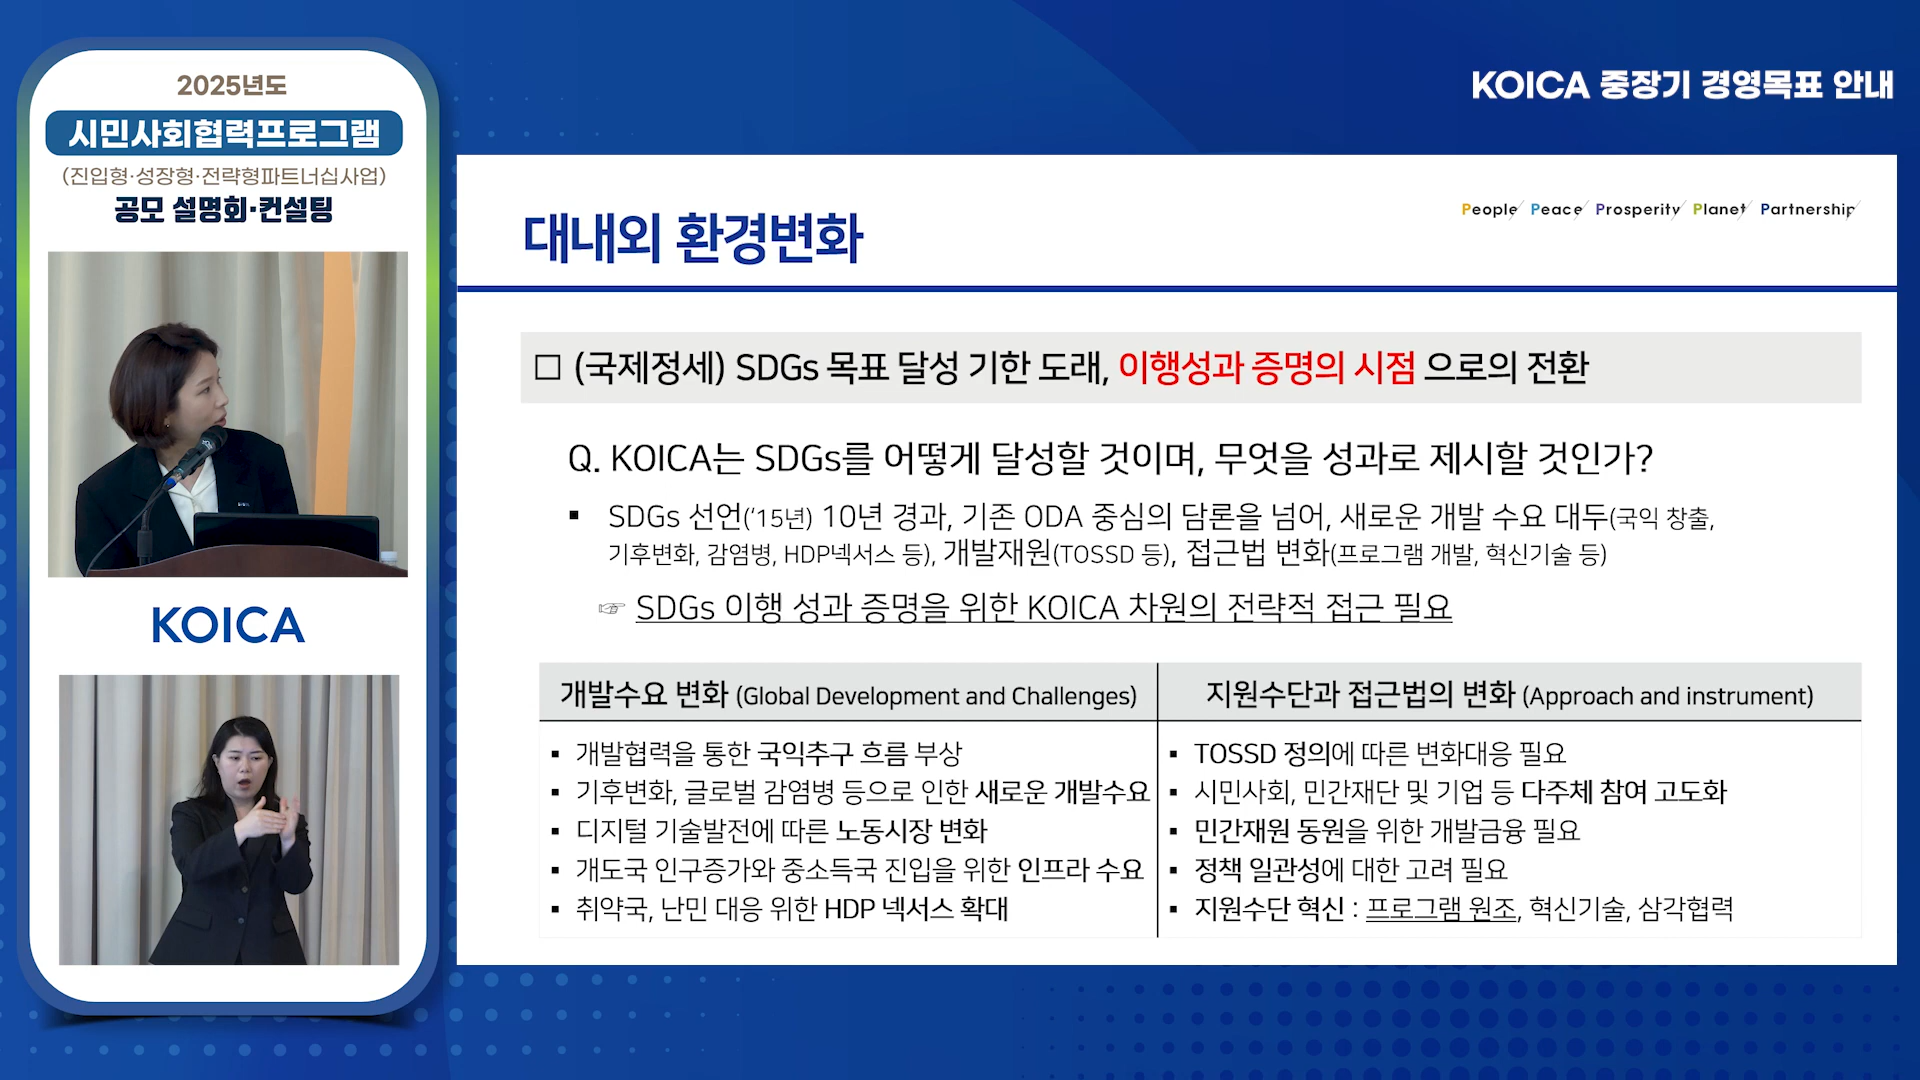 2025년도
시민사회협력프로그램
(진입형·성장형·전략형파트너십사업)
공모 설명회·컨설팅
KOICA
KOICA 중장기 경영목표 안내
People Peace Prosperity Planet Partnership
대내외 환경변화
□ (국제정세) SDGs 목표 달성 기한 도래, 이행성과 증명의 시점 으로의 전환
Q. KOICA는 SDGs를 어떻게 달성할 것이며, 무엇을 성과로 제시할 것인가?
▪ SDGs 선언(‘15년) 10년 경과, 기존 ODA 중심의 담론을 넘어, 새로운 개발 수요 대두(국익 창출,
기후변화, 감염병, HDP넥서스 등), 개발재원(TOSSD 등), 접근법 변화(프로그램 개발, 혁신기술 등)
☞ SDGs 이행 성과 증명을 위한 KOICA 차원의 전략적 접근 필요
개발수요 변화 (Global Development and Challenges)
▪ 개발협력을 통한 국익추구 흐름 부상
▪ 기후변화, 글로벌 감염병 등으로 인한 새로운 개발수요
▪ 디지털 기술발전에 따른 노동시장 변화
▪ 개도국 인구증가와 중소득국 진입을 위한 인프라 수요
▪ 취약국, 난민 대응 위한 HDP 넥서스 확대
지원수단과 접근법의 변화 (Approach and instrument)
▪ TOSSD 정의에 따른 변화대응 필요
▪ 시민사회, 민간재단 및 기업 등 다주체 참여 고도화
▪ 민간재원 동원을 위한 개발금융 필요
▪ 정책 일관성에 대한 고려 필요
▪ 지원수단 혁신 : 프로그램 원조, 혁신기술, 삼각협력